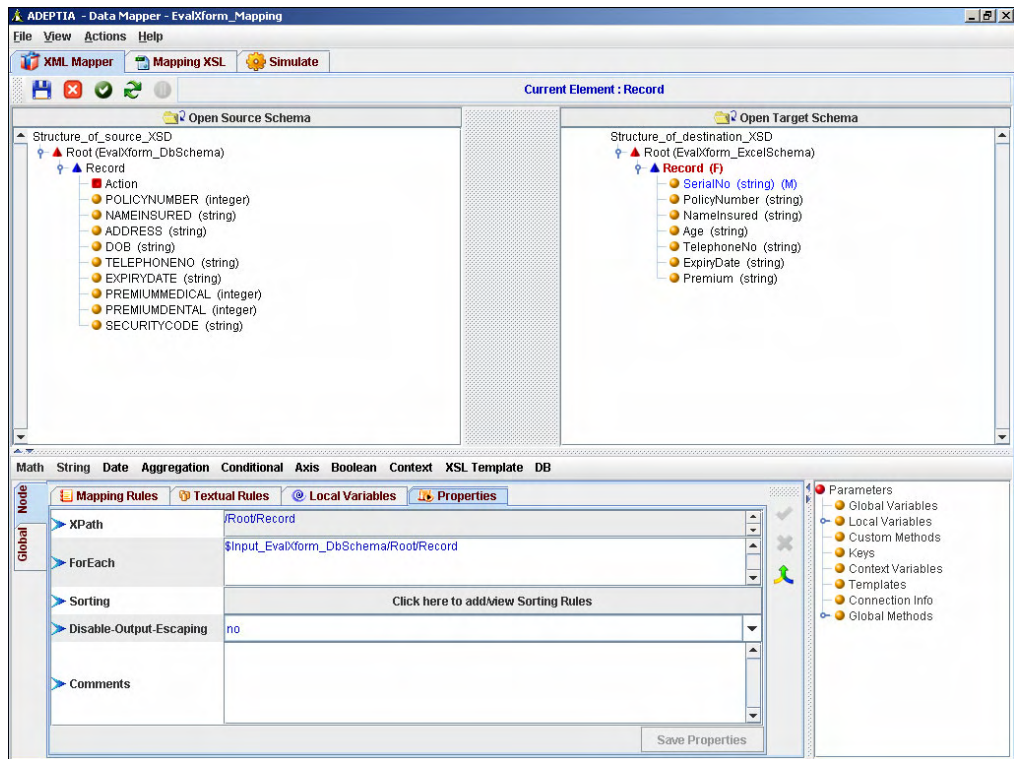 ADEPTIA - Data Mapper - EvalXform_Mapping
File View Actions Help
XML Mapper Mapping XSL Simulate
Current Element : Record
Open Source Schema
Structure_of_source_XSD
Root (EvalXform_DbSchema)
Record
Action
POLICYNUMBER (integer)
NAMEINSURED (string)
ADDRESS (string)
DOB (string)
TELEPHONENO (string)
EXPIRYDATE (string)
PREMIUMMEDICAL (integer)
PREMIUMDENTAL (integer)
SECURITYCODE (string)
Open Target Schema
Structure_of_destination_XSD
Root (EvalXform_ExcelSchema)
Record (F)
SerialNo (string) (M)
PolicyNumber (string)
NameInsured (string)
Age (string)
TelephoneNo (string)
ExpiryDate (string)
Premium (string)
Math String Date Aggregation Conditional Axis Boolean Context XSL Template DB
Node
Global
Mapping Rules Textual Rules Local Variables Properties
XPath /Root/Record
ForEach $Input_EvalXform_DbSchema/Root/Record
Sorting Click here to add/view Sorting Rules
Disable-Output-Escaping no
Comments
Save Properties
Parameters
Global Variables
Local Variables
Custom Methods
Keys
Context Variables
Templates
Connection Info
Global Methods